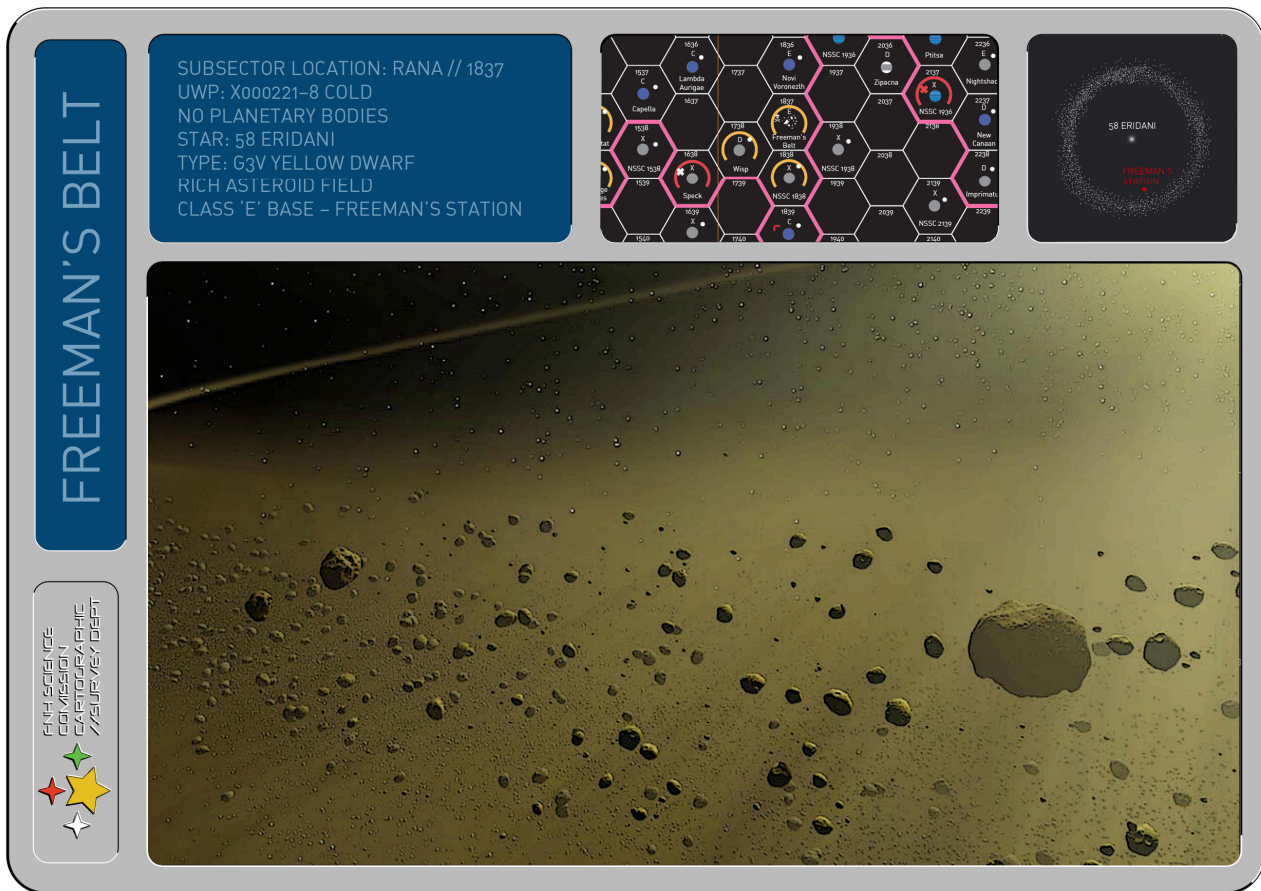 FREEMAN'S BELT
SUBSECTOR LOCATION: RANA // 1837
UWP: X000221-8 COLD
NO PLANETARY BODIES
STAR: 58 ERIDANI
TYPE: G3V YELLOW DWARF
RICH ASTEROID FIELD
CLASS 'E' BASE – FREEMAN'S STATION
1636
C
Lambda
Aurigae
1836
E
Novi
Voronezlh
NSSC 1936
2036
D
Zipacna
Ptitsa
2236
E
Nightshad
1537
C
Capella
1737
1937
2137
X
NSSC 1936
1637
1837
E
Freeman's
Belt
2037
2237
D
New
Canaan
1538
X
NSSC 1538
1738
D
Wisp
1938
X
NSSC 1938
2138
tat
1638
X
Speck
1838
X
NSSC 1838
2038
2238
D
Imprimatu
1539
1739
1939
2139
X
NSSC 2139
go
es
1639
X
1839
C
2039
2239
1540
1740
1940
2140
58 ERIDANI
FREEMAN'S
STATION
FNH SCIENCE
COMISSION
CARTOGRAPHIC
//SURVEY DEPT